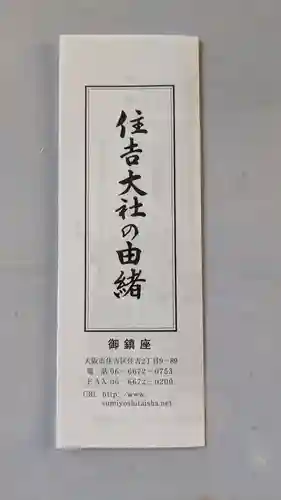 住吉大社の由緒
御鎮座
大阪市住吉区住吉2丁目9－89
電　話 06－6672－0753
ＦＡＸ 06－6672－0200
URL　http://www.
sumiyoshitaisha.net